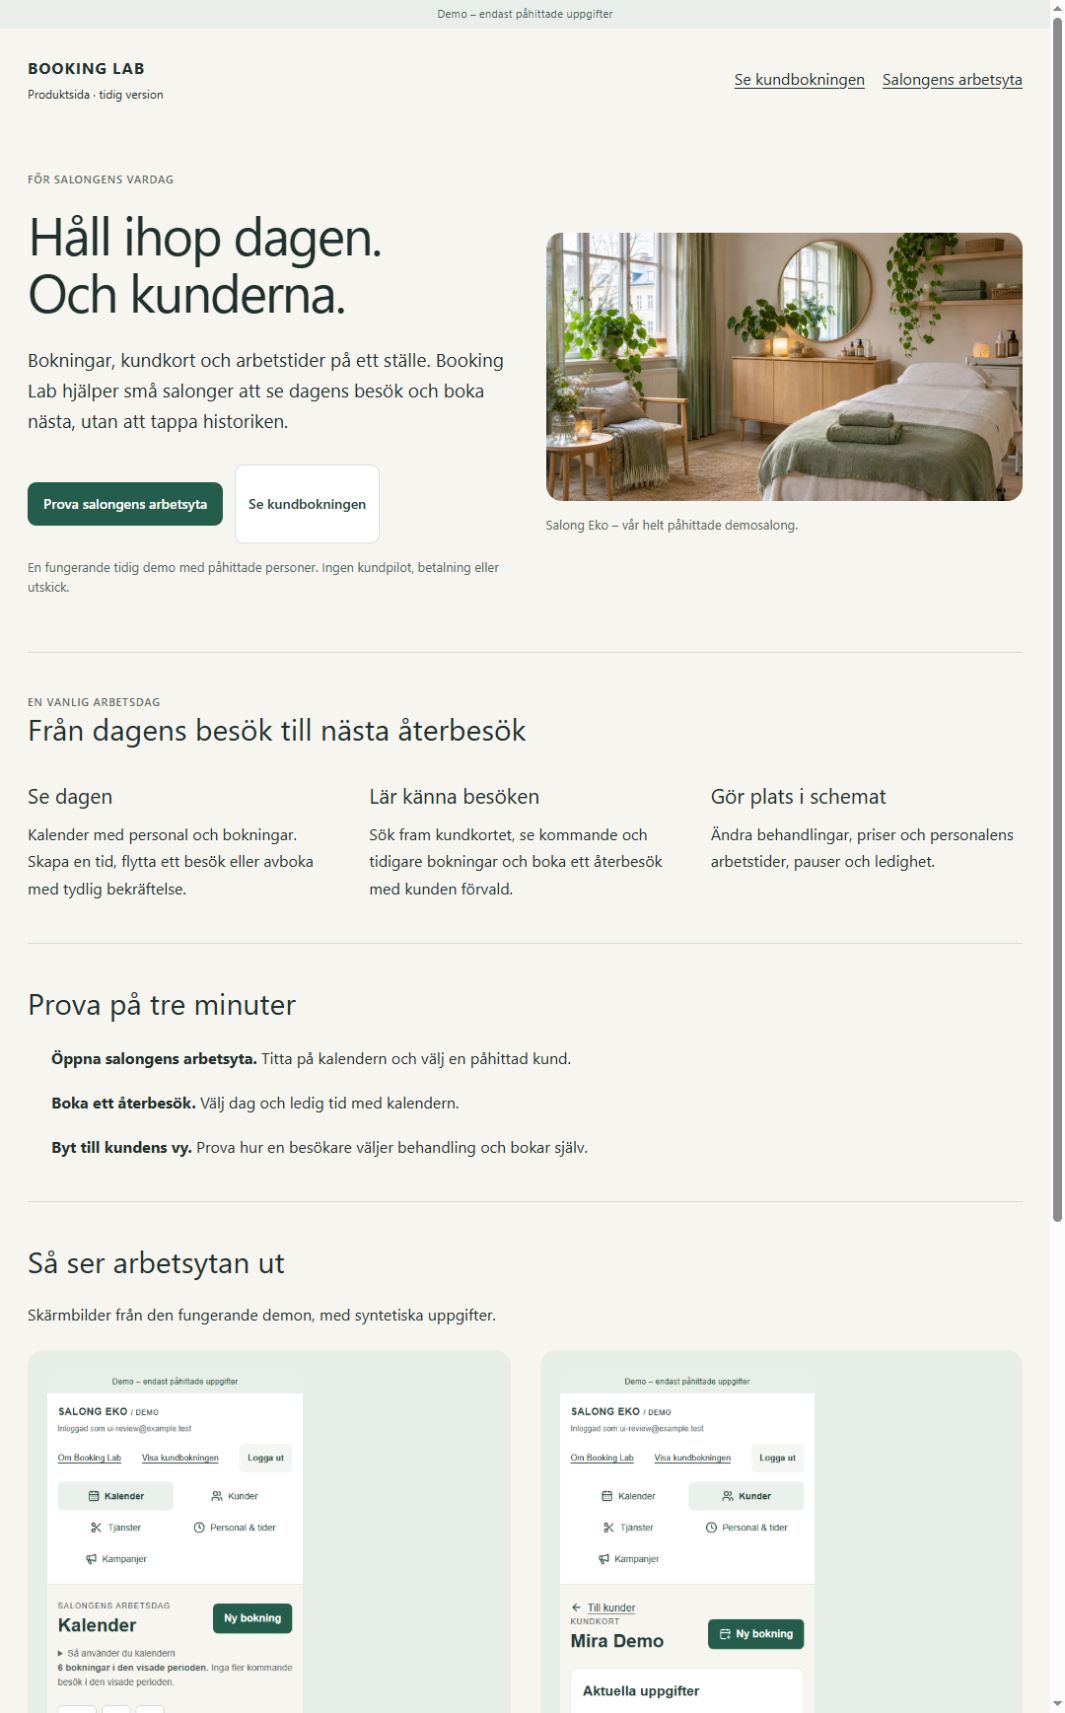 Demo – endast påhittade uppgifter
BOOKING LAB
Produktsida · tidig version
Se kundbokningen
Salongens arbetsyta
FÖR SALONGENS VARDAG
Håll ihop dagen.
Och kunderna.
Bokningar, kundkort och arbetstider på ett ställe. Booking
Lab hjälper små salonger att se dagens besök och boka
nästa, utan att tappa historiken.
Prova salongens arbetsyta
Se kundbokningen
En fungerande tidig demo med påhittade personer. Ingen kundpilot, betalning eller
utskick.
Salong Eko – vår helt påhittade demosalong.
EN VANLIG ARBETSDAG
Från dagens besök till nästa återbesök
Se dagen
Kalender med personal och bokningar.
Skapa en tid, flytta ett besök eller avboka
med tydlig bekräftelse.
Lär känna besöken
Sök fram kundkortet, se kommande och
tidigare bokningar och boka ett återbesök
med kunden förvald.
Gör plats i schemat
Ändra behandlingar, priser och personalens
arbetstider, pauser och ledighet.
Prova på tre minuter
Öppna salongens arbetsyta. Titta på kalendern och välj en påhittad kund.
Boka ett återbesök. Välj dag och ledig tid med kalendern.
Byt till kundens vy. Prova hur en besökare väljer behandling och bokar själv.
Så ser arbetsytan ut
Skärmbilder från den fungerande demon, med syntetiska uppgifter.
Demo – endast påhittade uppgifter
SALONG EKO / DEMO
Inloggad som ui-review@example.test
Om Booking Lab
Visa kundbokningen
Logga ut
Kalender
Kunder
Tjänster
Personal & tider
Kampanjer
SALONGENS ARBETSDAG
Kalender
Ny bokning
Så använder du kalendern
6 bokningar i den visade perioden. Inga fler kommande
besök i den visade perioden.
Demo – endast påhittade uppgifter
SALONG EKO / DEMO
Inloggad som ui-review@example.test
Om Booking Lab
Visa kundbokningen
Logga ut
Kalender
Kunder
Tjänster
Personal & tider
Kampanjer
Till kunder
KUNDKORT
Mira Demo
Ny bokning
Aktuella uppgifter